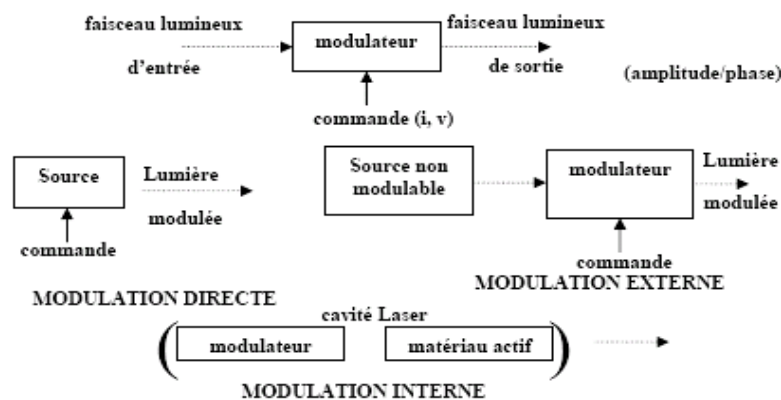 faisceau lumineux
d'entrée
modulateur
faisceau lumineux
de sortie
(amplitude/phase)
commande (i, v)
Source
Lumière
modulée
commande
MODULATION DIRECTE
Source non
modulable
modulateur
Lumière
modulée
commande
MODULATION EXTERNE
cavité Laser
modulateur
matériau actif
MODULATION INTERNE